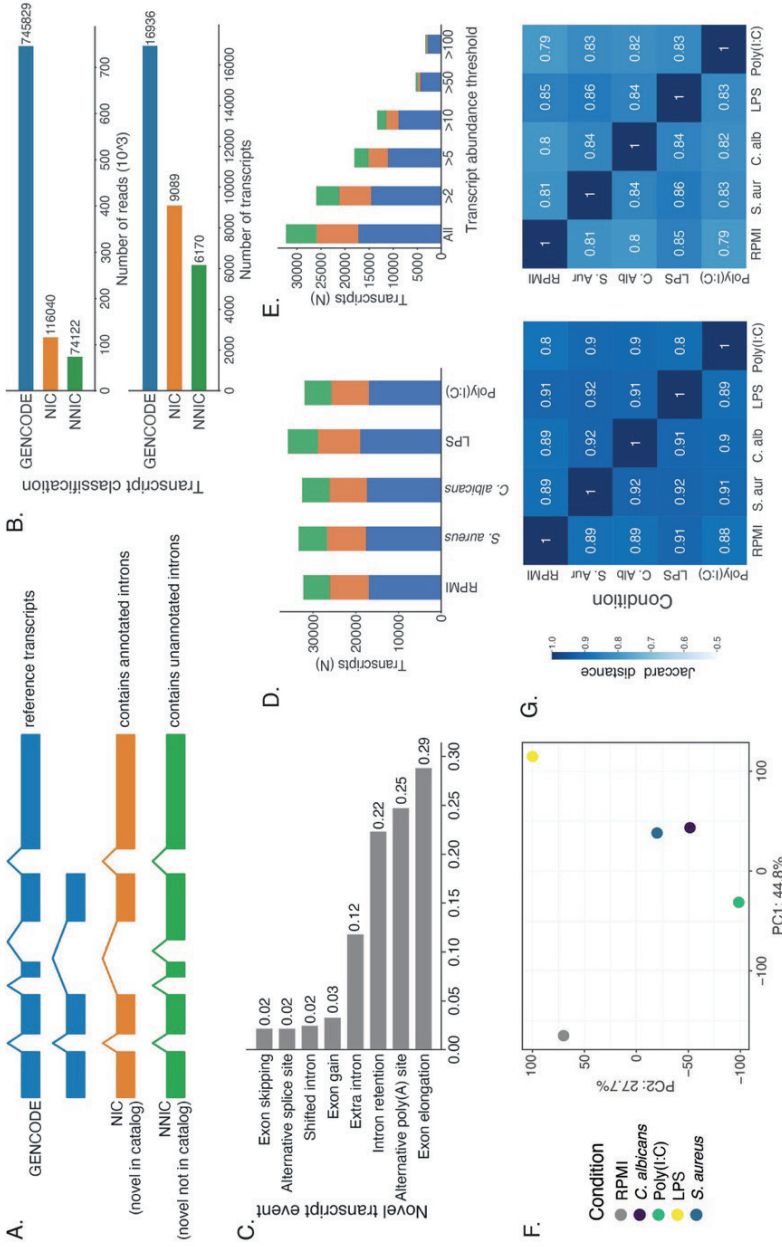 A.
GENCODE
reference transcripts
NIC
(novel in catalog)
contains annotated introns
NNIC
(novel not in catalog)
contains unannotated introns
B.
Transcript classification
GENCODE
745829
NIC
116040
NNIC
74122
0
100
200
300
400
500
600
700
Number of reads (10^3)
GENCODE
16936
NIC
9089
NNIC
6170
0
2000
4000
6000
8000
10000
12000
14000
16000
Number of transcripts
C.
Novel transcript event
Exon skipping
0.02
Alternative splice site
0.02
Shifted intron
0.02
Exon gain
0.03
Extra intron
0.12
Intron retention
0.22
Alternative poly(A) site
0.25
Exon elongation
0.29
0.00
0.05
0.10
0.15
0.20
0.25
0.30
D.
Transcripts (N)
30000
20000
10000
0
RPMI
S. aureus
C. albicans
LPS
Poly(I:C)
E.
Transcripts (N)
30000
25000
20000
15000
10000
5000
0
All
>2
>5
>10
>50
>100
Transcript abundance threshold
F.
Condition
RPMI
C. albicans
Poly(I:C)
LPS
S. aureus
PC2: 27.7%
100
50
0
-50
-100
-100
0
100
PC1: 44.8%
G.
Jaccard distance
-1.0
-0.9
-0.8
-0.7
-0.6
-0.5
Condition
RPMI 1 0.89 0.89 0.91 0.8
S. Aur 0.89 1 0.92 0.92 0.9
C. Alb 0.89 0.92 1 0.91 0.9
LPS 0.91 0.92 0.91 1 0.8
Poly(I:C) 0.88 0.91 0.9 0.89 1
RPMI S. aur C. alb LPS Poly(I:C)
RPMI 1 0.81 0.8 0.85 0.79
S. Aur 0.81 1 0.84 0.86 0.83
C. Alb 0.8 0.84 1 0.84 0.82
LPS 0.85 0.86 0.84 1 0.83
Poly(I:C) 0.79 0.83 0.82 0.83 1
RPMI S. aur C. alb LPS Poly(I:C)